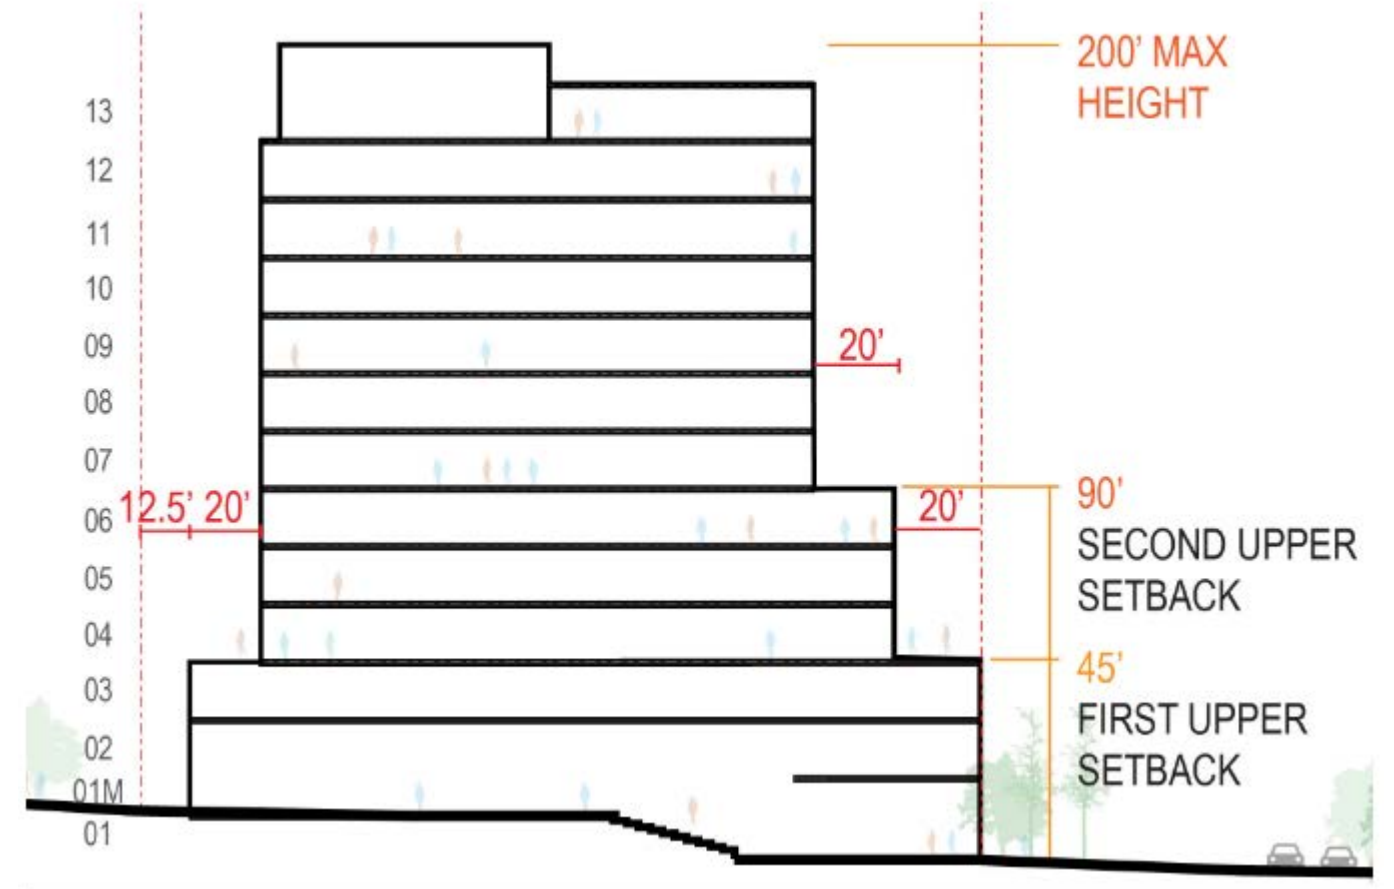 200’ MAX
HEIGHT
13
12
11
10
09
20’
08
07
12.5’ 20’
06
20’
90’
SECOND UPPER
SETBACK
05
04
45’
FIRST UPPER
SETBACK
03
02
01M
01